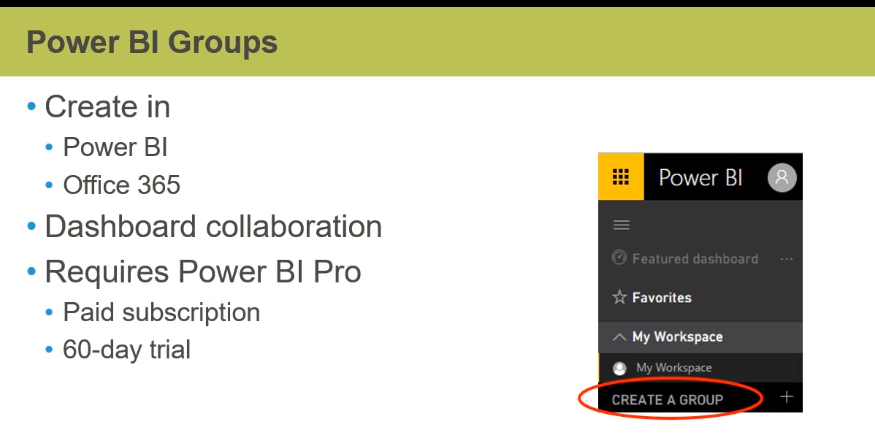 Power BI Groups
• Create in
• Power BI
• Office 365
• Dashboard collaboration
• Requires Power BI Pro
• Paid subscription
• 60-day trial
Power BI
Featured dashboard ...
Favorites
My Workspace
My Workspace
CREATE A GROUP +